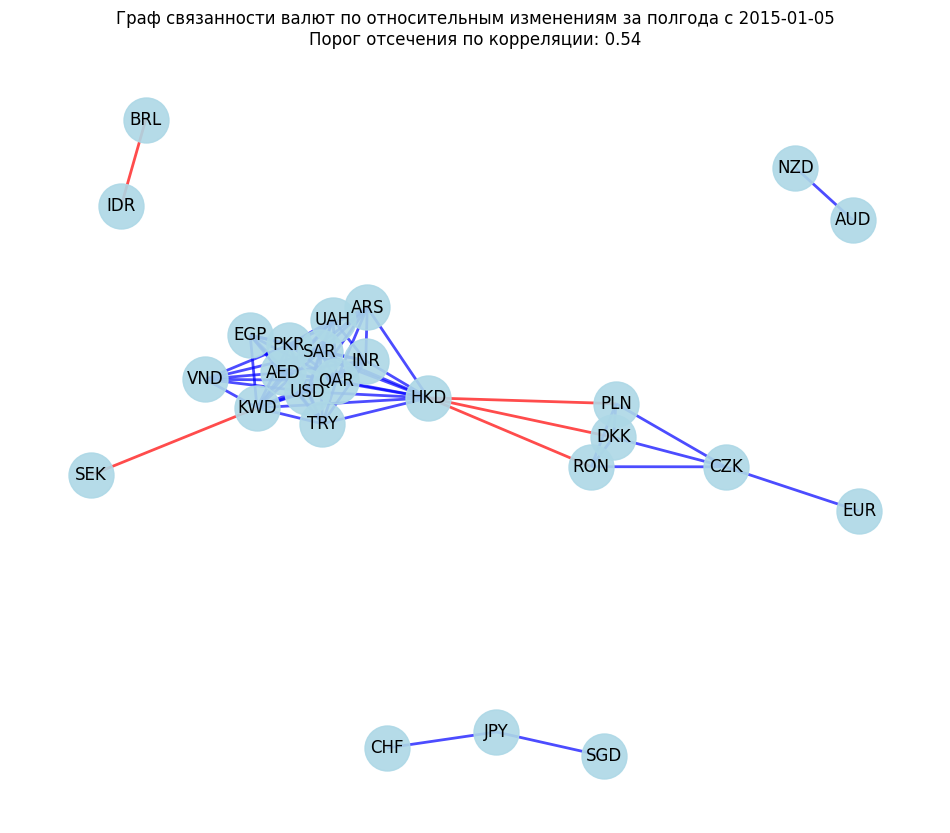 Граф связанности валют по относительным изменениям за полгода с 2015-01-05
Порог отсечения по корреляции: 0.54
BRL
NZD
IDR
AUD
ARS
UAH
EGP
PKR
SAR
INR
AED
VND
QAR
USD
HKD
PLN
KWD
TRY
DKK
SEK
RON
CZK
EUR
JPY
CHF
SGD